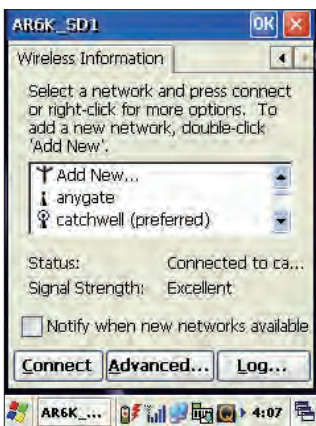 AR6K_SD1 OK
Wireless Information
Select a network and press connect
or right-click for more options. To
add a new network, double-click
'Add New'.
Add New...
anygate
catchwell (preferred)
Status: Connected to ca...
Signal Strength: Excellent
Notify when new networks available
Connect Advanced... Log...
AR6K_... 4:07